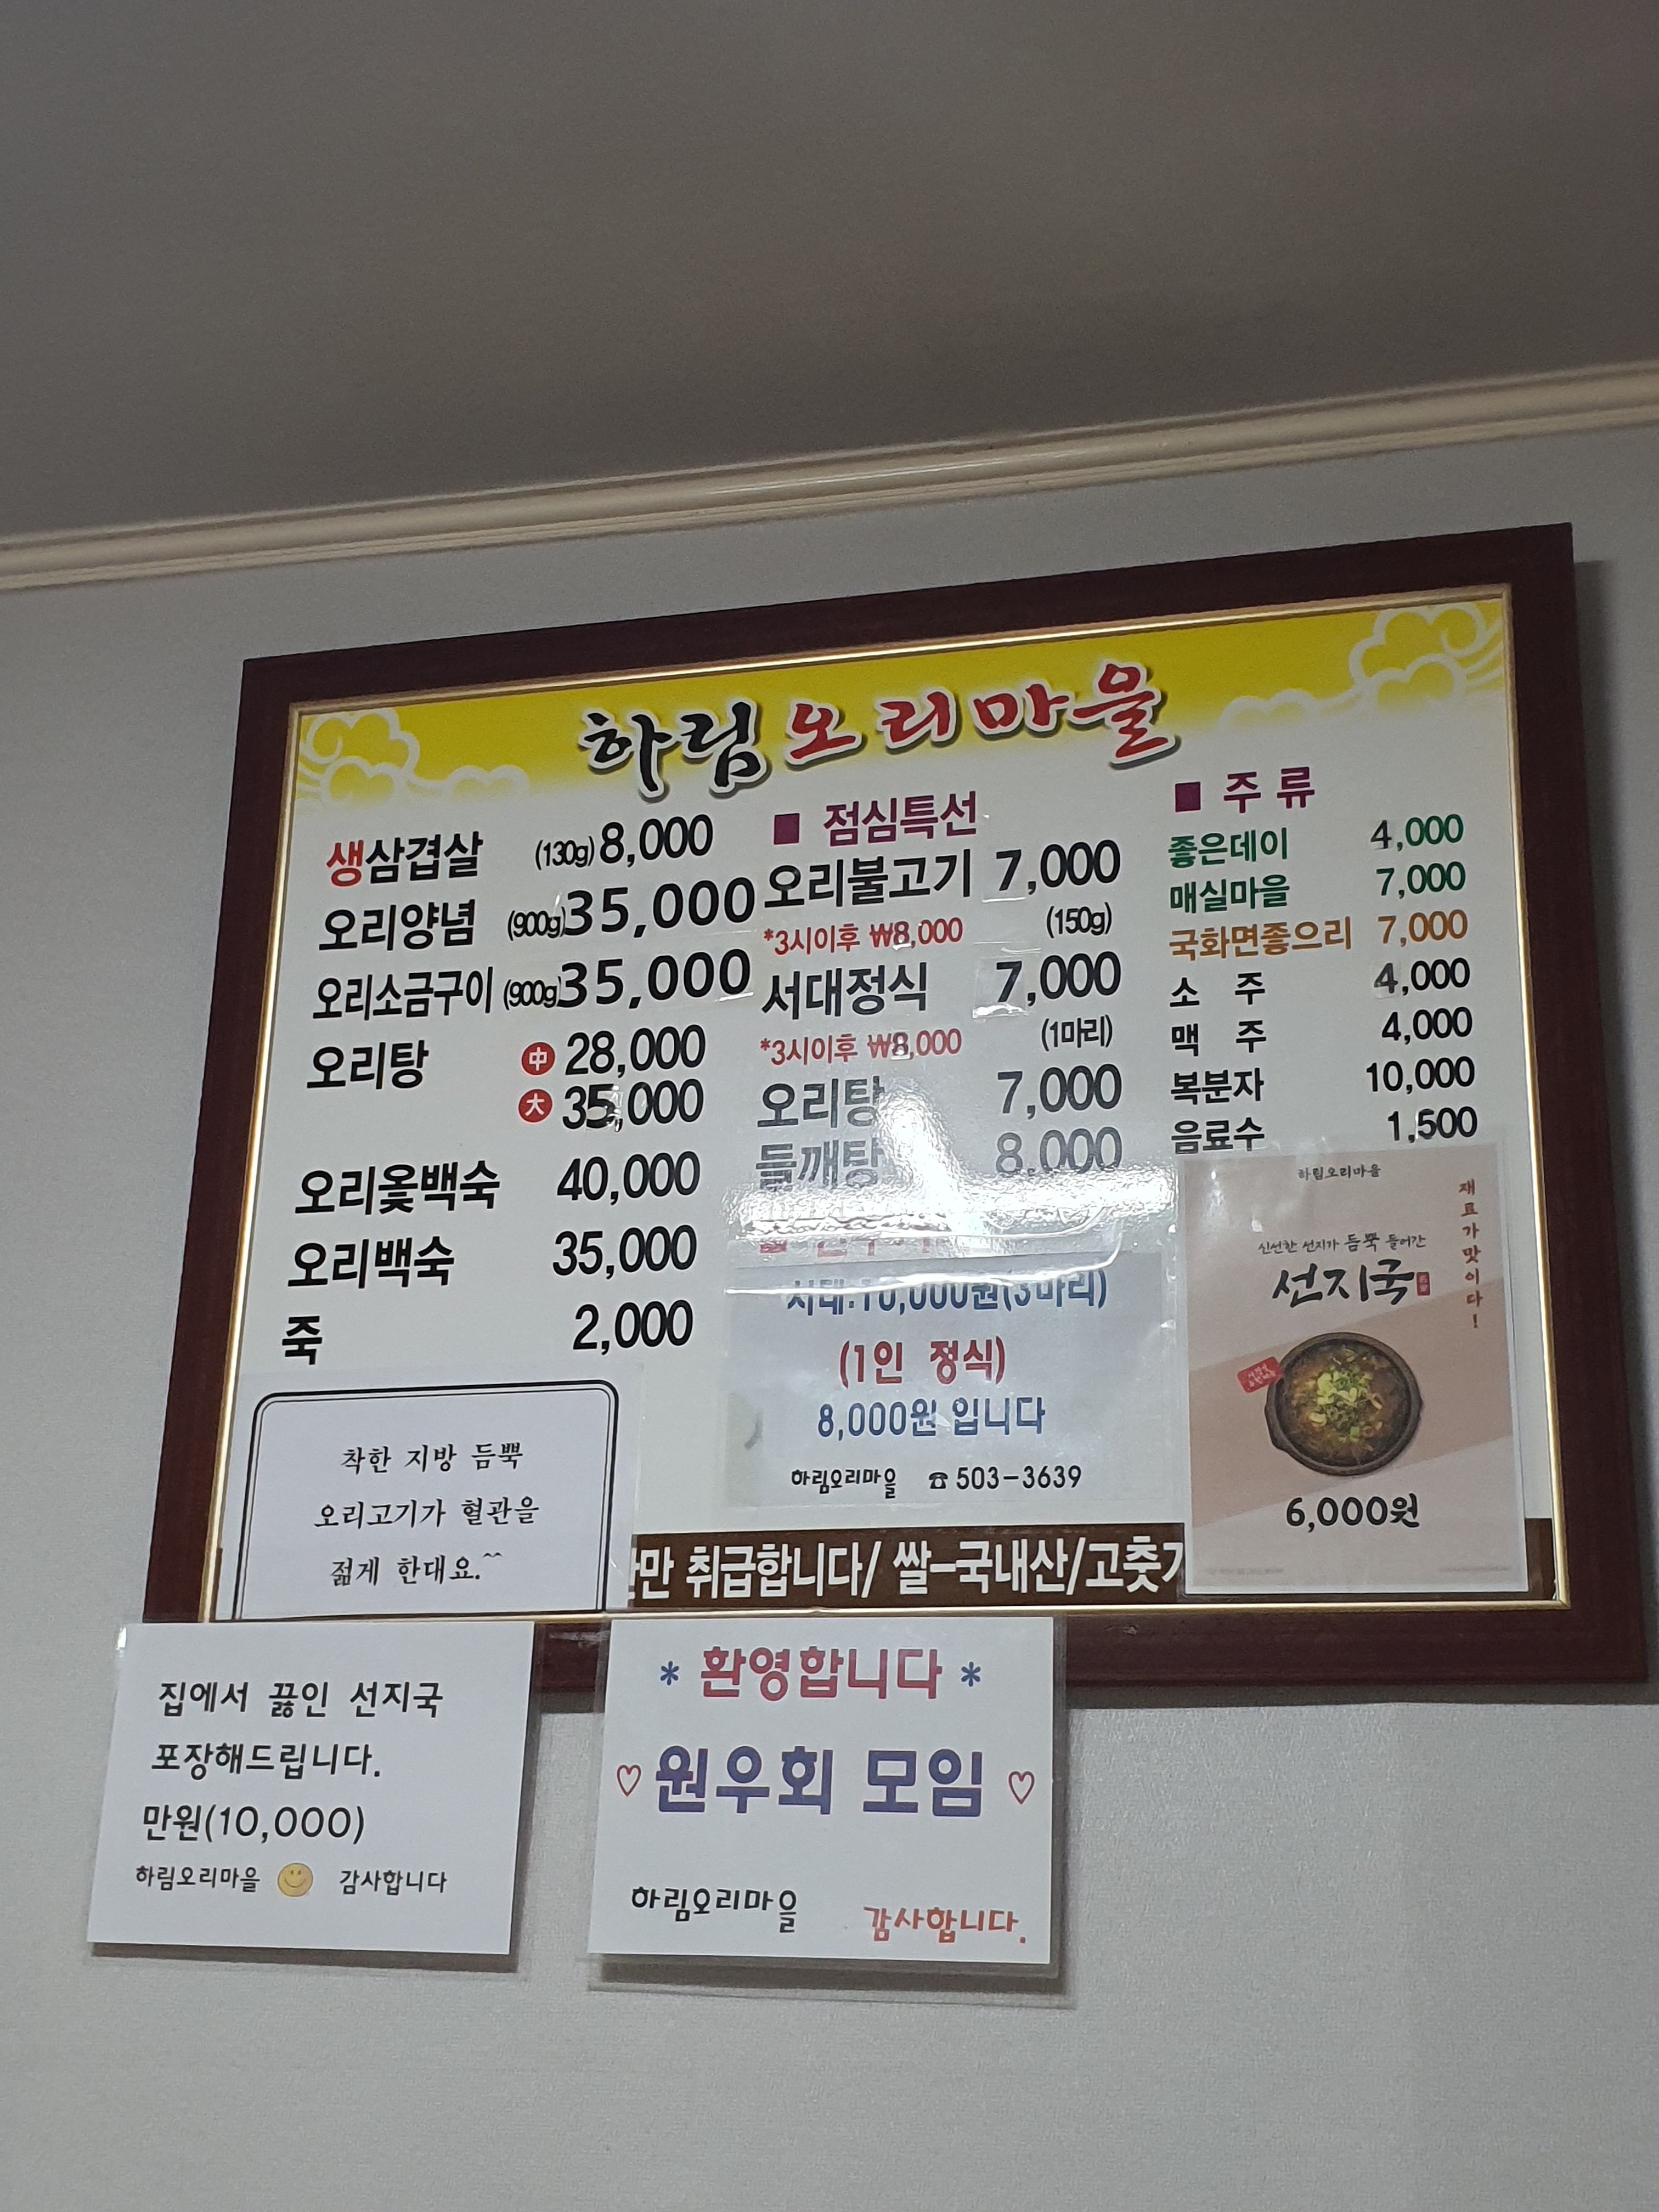 하림오리마을
생삼겹살 (130g) 8,000
오리양념 (900g) 35,000
오리소금구이 (900g) 35,000
오리탕 中 28,000
大 35,000
오리옻백숙 40,000
오리백숙 35,000
죽 2,000
■ 점심특선
오리불고기 7,000
*3시이후 ₩8,000 (150g)
서대정식 7,000
*3시이후 ₩8,000 (1마리)
오리탕 7,000
들깨탕 8,000
서대:10,000원(3마리)
(1인 정식)
8,000원 입니다
하림오리마을 ☎503-3639
■ 주류
좋은데이 4,000
매실마을 7,000
국화면좋으리 7,000
소 주 4,000
맥 주 4,000
복분자 10,000
음료수 1,500
하림오리마을
재료가맛이다!
신선한 선지가 듬뿍 들어간
선지국
6,000원
착한 지방 듬뿍
오리고기가 혈관을
젊게 한대요.^^
만 취급합니다/ 쌀-국내산/고춧가
집에서 끓인 선지국
포장해드립니다.
만원(10,000)
하림오리마을 감사합니다
* 환영합니다 *
♡ 원우회 모임 ♡
하림오리마을 감사합니다.